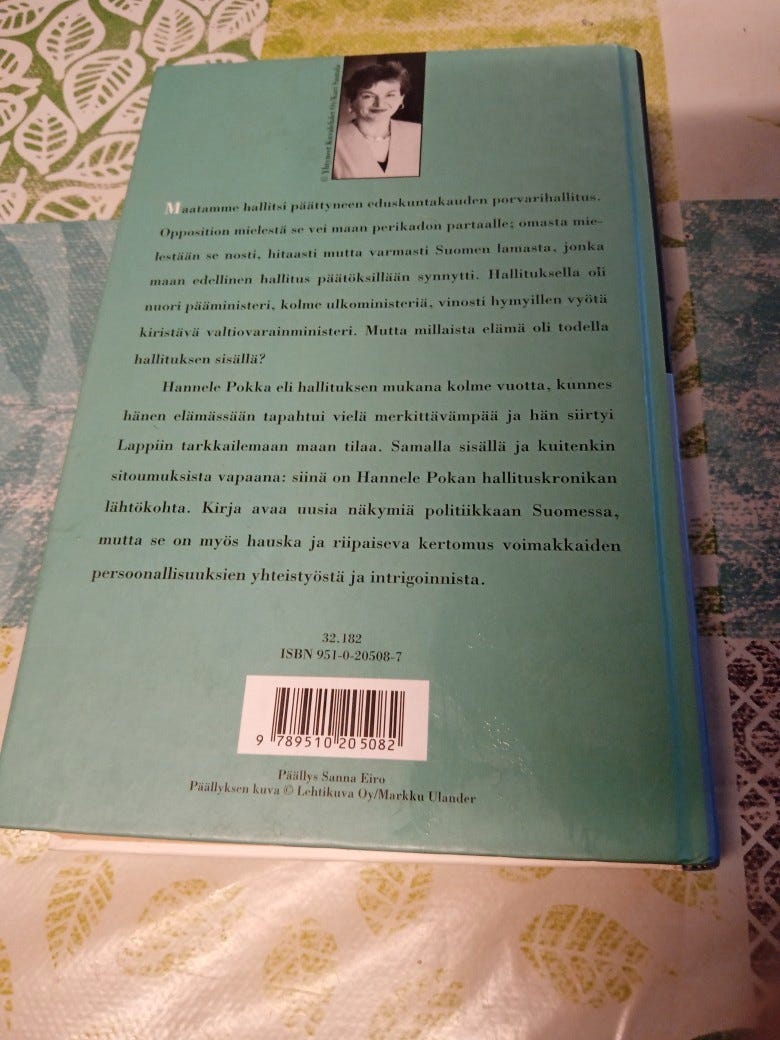 © Yhtyneet Kuvalehdet Oy/
Maatamme hallitsi päättyneen eduskuntakauden porvarihallitus.
Opposition mielestä se vei maan perikadon partaalle; omasta mie-
lestään se nosti, hitaasti mutta varmasti Suomen lamasta, jonka
maan edellinen hallitus päätöksillään synnytti. Hallituksella oli
nuori pääministeri, kolme ulkoministeriä, vinosti hymyillen vyötä
kiristävä valtiovarainministeri. Mutta millaista elämä oli todella
hallituksen sisällä?
Hannele Pokka eli hallituksen mukana kolme vuotta, kunnes
hänen elämässään tapahtui vielä merkittävämpää ja hän siirtyi
Lappiin tarkkailemaan maan tilaa. Samalla sisällä ja kuitenkin
sitoumuksista vapaana: siinä on Hannele Pokan hallituskronikan
lähtökohta. Kirja avaa uusia näkymiä politiikkaan Suomessa,
mutta se on myös hauska ja riipaiseva kertomus voimakkaiden
persoonallisuuksien yhteistyöstä ja intrigoinnista.
32.182
ISBN 951-0-20508-7
9 789510 205082
Päällys Sanna Eiro
Päällyksen kuva © Lehtikuva Oy/Markku Ulander